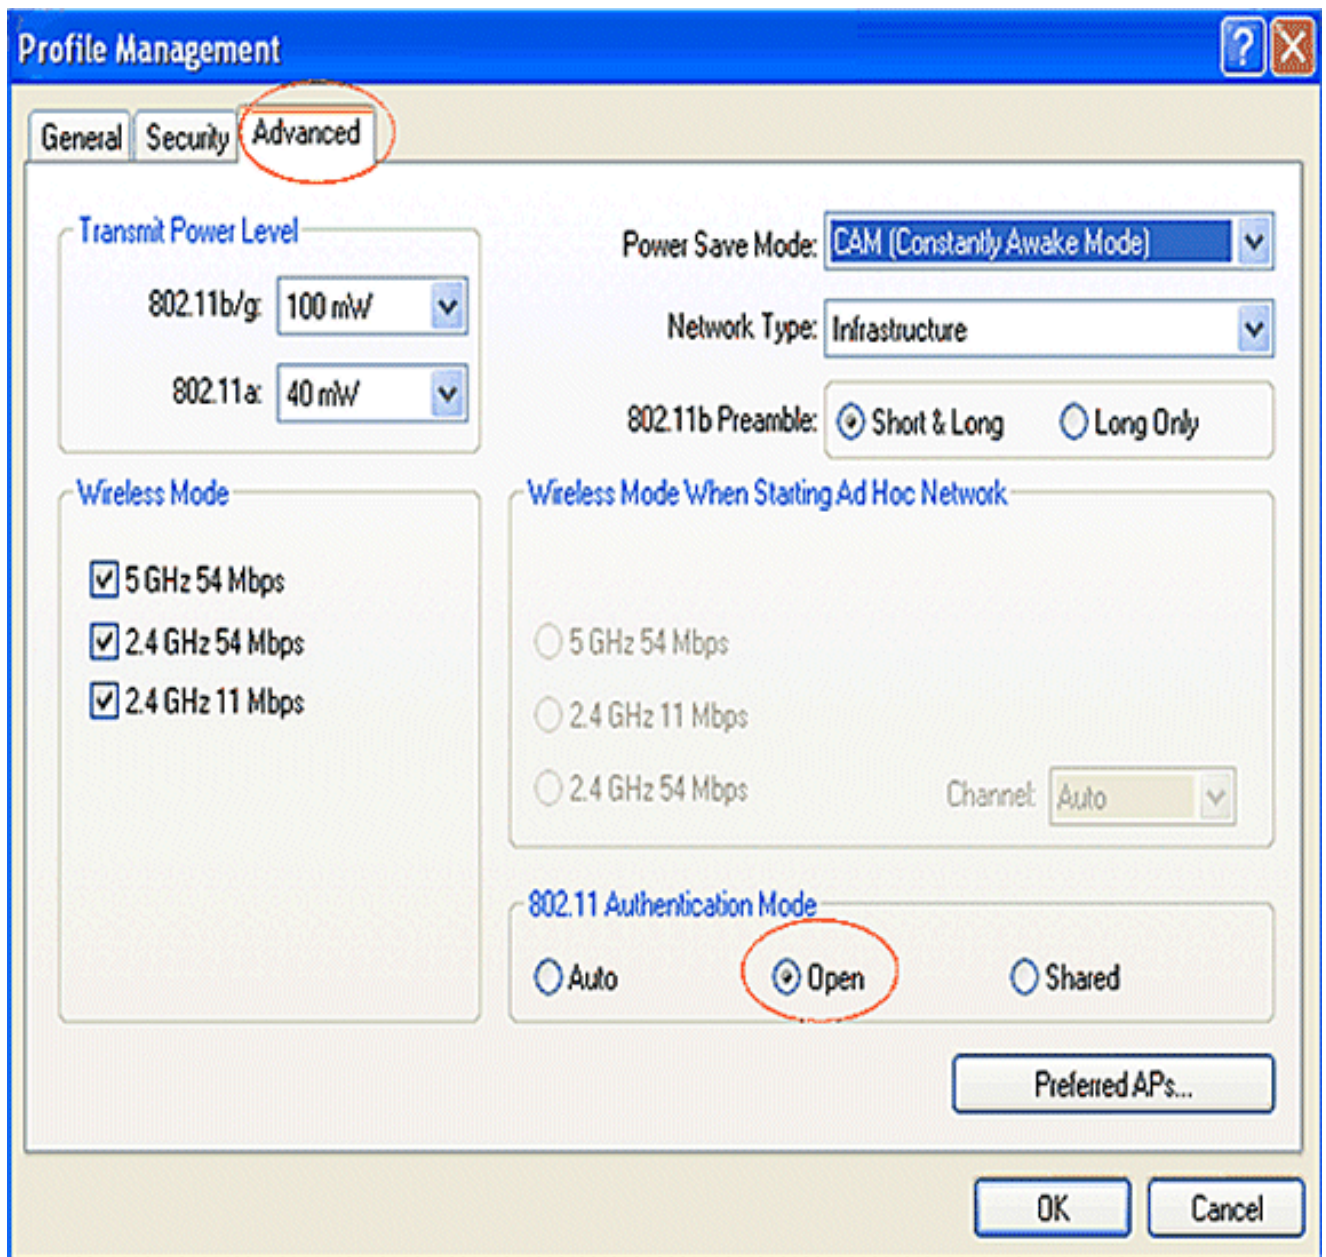 Profile Management
General Security Advanced
Transmit Power Level
802.11b/g: 100 mW
802.11a: 40 mW
Power Save Mode: CAM (Constantly Awake Mode)
Network Type: Infrastructure
802.11b Preamble: Short & Long Long Only
Wireless Mode
5 GHz 54 Mbps
2.4 GHz 54 Mbps
2.4 GHz 11 Mbps
Wireless Mode When Starting Ad Hoc Network
5 GHz 54 Mbps
2.4 GHz 11 Mbps
2.4 GHz 54 Mbps
Channel: Auto
802.11 Authentication Mode
Auto Open Shared
Preferred APs...
OK Cancel